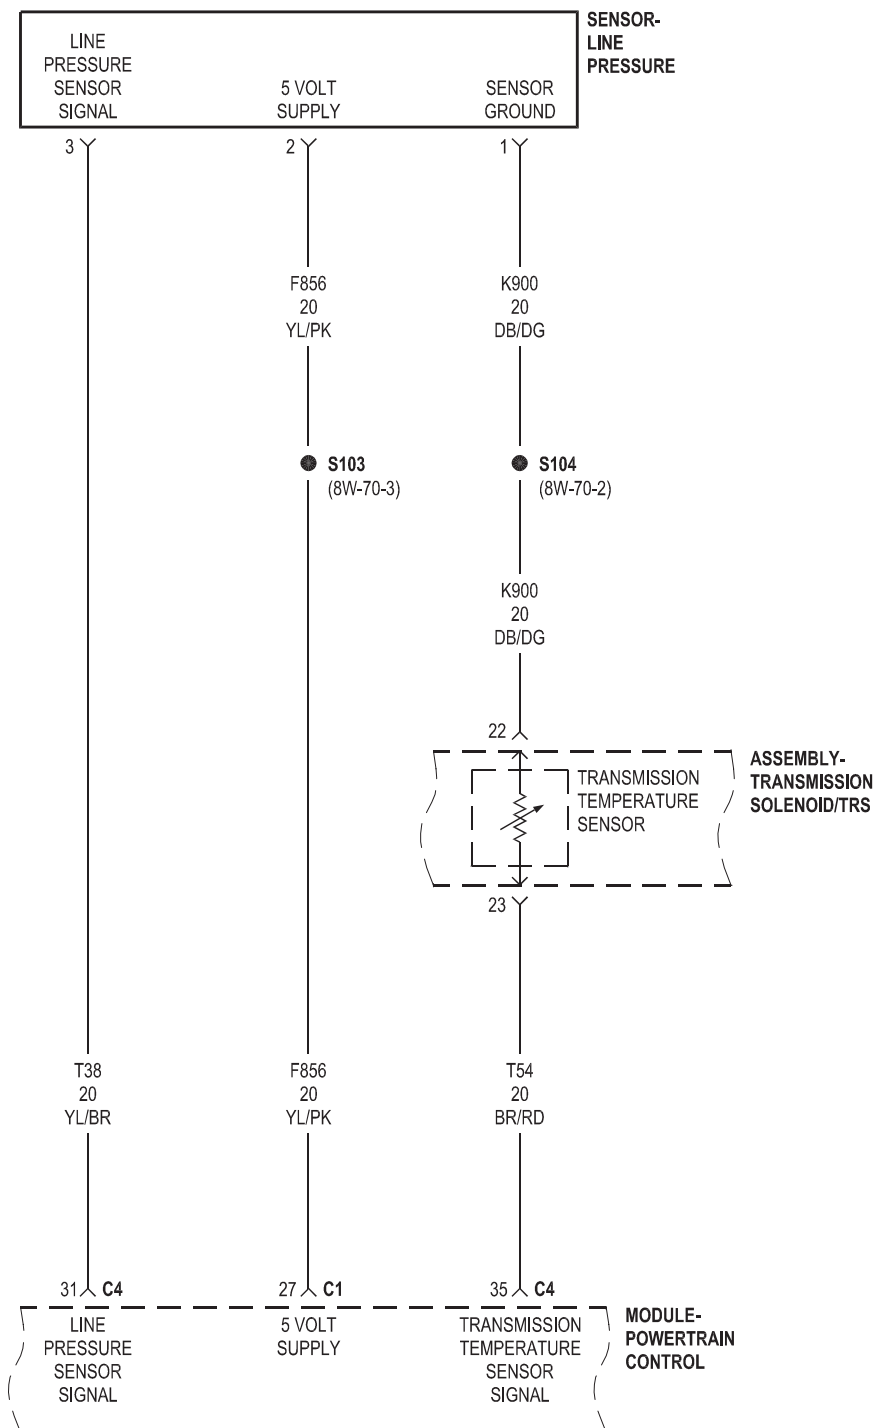 SENSOR-
LINE
PRESSURE
LINE
PRESSURE
SENSOR
SIGNAL
5 VOLT
SUPPLY
SENSOR
GROUND
3
2
1
F856
20
YL/PK
K900
20
DB/DG
S103
(8W-70-3)
S104
(8W-70-2)
K900
20
DB/DG
22
TRANSMISSION
TEMPERATURE
SENSOR
ASSEMBLY-
TRANSMISSION
SOLENOID/TRS
23
T38
20
YL/BR
F856
20
YL/PK
T54
20
BR/RD
31 C4
27 C1
35 C4
LINE
PRESSURE
SENSOR
SIGNAL
5 VOLT
SUPPLY
TRANSMISSION
TEMPERATURE
SENSOR
SIGNAL
MODULE-
POWERTRAIN
CONTROL